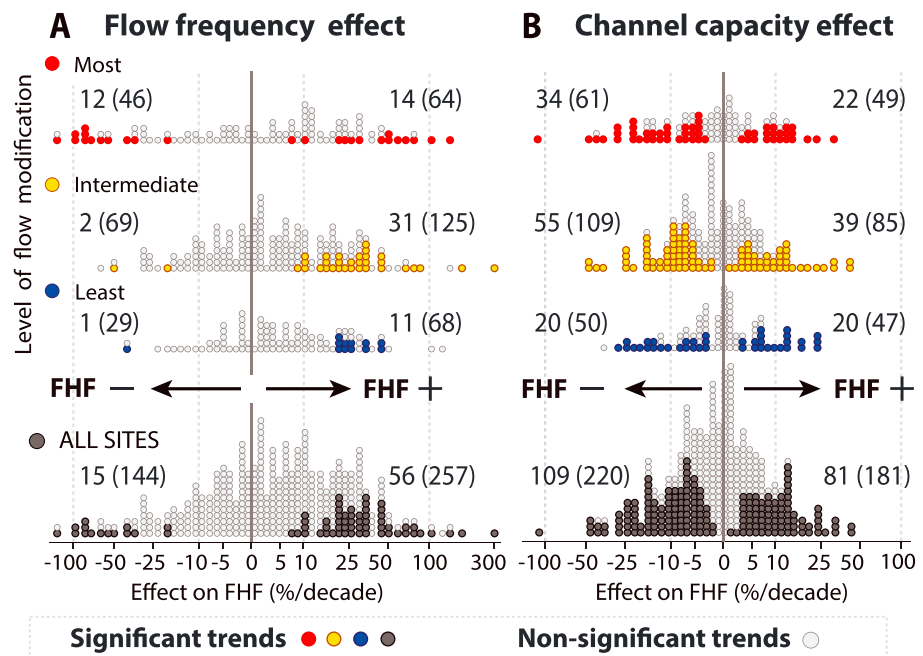 A Flow frequency effect
B Channel capacity effect
Level of flow modification
Most
12 (46)
14 (64)
34 (61)
22 (49)
Intermediate
2 (69)
31 (125)
55 (109)
39 (85)
Least
1 (29)
11 (68)
20 (50)
20 (47)
FHF −
FHF +
FHF −
FHF +
ALL SITES
15 (144)
56 (257)
109 (220)
81 (181)
-100 -50 -25 -10 -5 0 5 10 25 50 100 300
-100 -50 -25 -10 -5 0 5 10 25 50 100
Effect on FHF (%/decade)
Effect on FHF (%/decade)
Significant trends
Non-significant trends